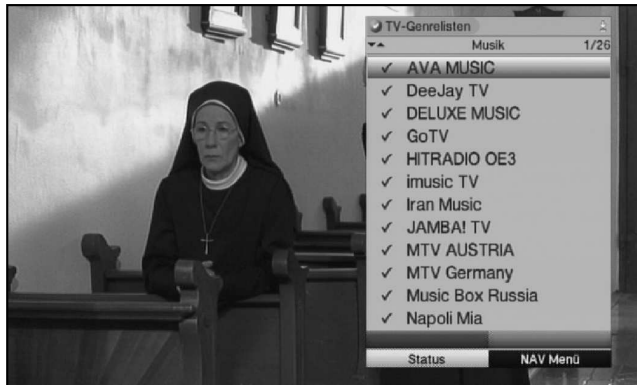 TV-Genrelisten
Musik 1/26
AVA MUSIC
DeeJay TV
DELUXE MUSIC
GoTV
HITRADIO OE3
imusic TV
Iran Music
JAMBA! TV
MTV AUSTRIA
MTV Germany
Music Box Russia
Napoli Mia
Status NAV Menü